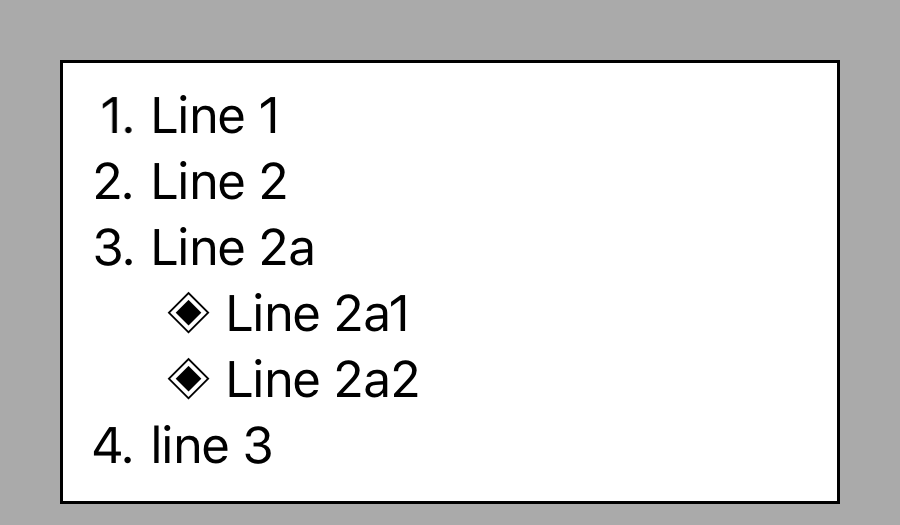 1. Line 1
2. Line 2
3. Line 2a
◈ Line 2a1
◈ Line 2a2
4. line 3